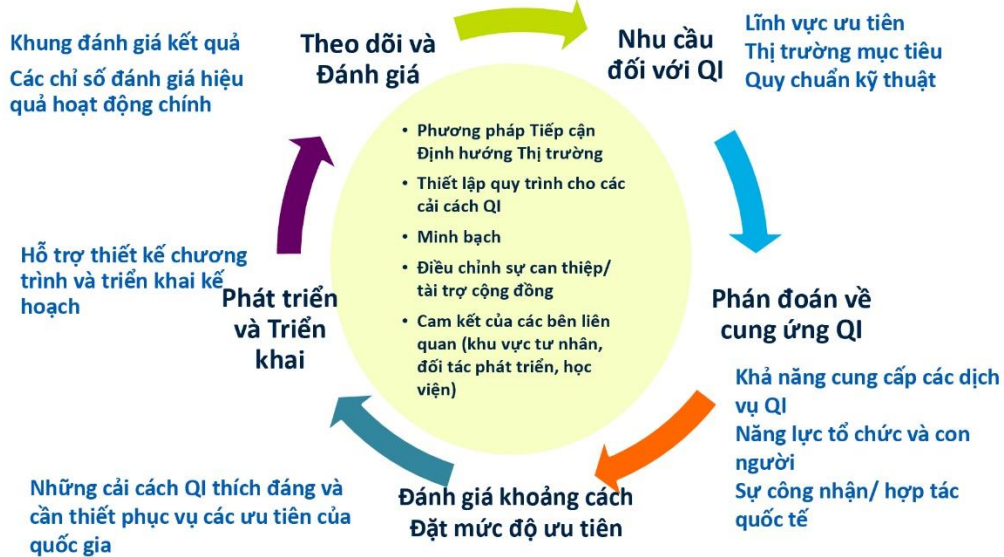 Khung đánh giá kết quả
Các chỉ số đánh giá hiệu
quả hoạt động chính
Theo dõi và
Đánh giá
Nhu cầu
đối với QI
Lĩnh vực ưu tiên
Thị trường mục tiêu
Quy chuẩn kỹ thuật
• Phương pháp Tiếp cận
Định hướng Thị trường
• Thiết lập quy trình cho các
cải cách QI
• Minh bạch
• Điều chỉnh sự can thiệp/
tài trợ cộng đồng
• Cam kết của các bên liên
quan (khu vực tư nhân,
đối tác phát triển, học
viện)
Hỗ trợ thiết kế chương
trình và triển khai kế
hoạch
Phát triển
và Triển
khai
Phán đoán về
cung ứng QI
Khả năng cung cấp các dịch
vụ QI
Năng lực tổ chức và con
người
Sự công nhận/ hợp tác
quốc tế
Đánh giá khoảng cách
Đặt mức độ ưu tiên
Những cải cách QI thích đáng và
cần thiết phục vụ các ưu tiên của
quốc gia